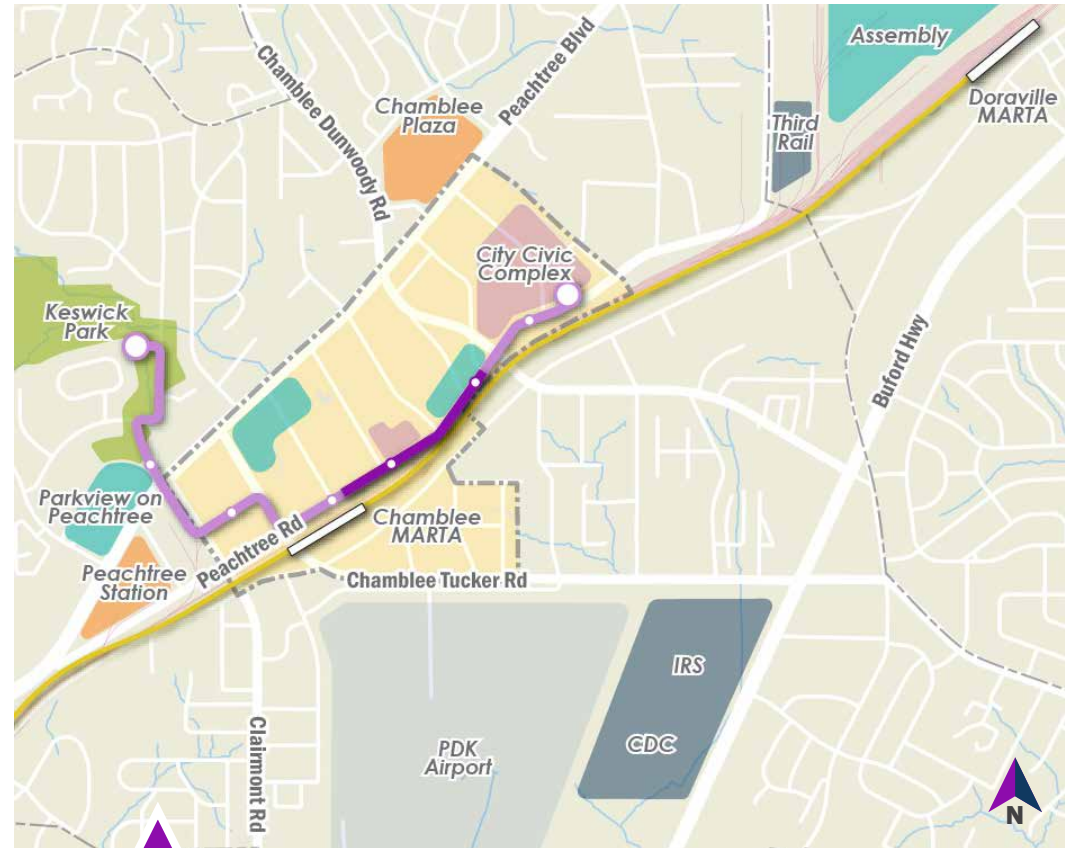 Assembly
Peachtree Blvd
Doraville
MARTA
Chamblee Dunwoody Rd
Chamblee
Plaza
Third
Rail
City Civic
Complex
Keswick
Park
Buford Hwy
Parkview on
Peachtree
Peachtree Rd
Chamblee
MARTA
Peachtree
Station
Chamblee Tucker Rd
IRS
CDC
PDK
Airport
Clairmont Rd
N